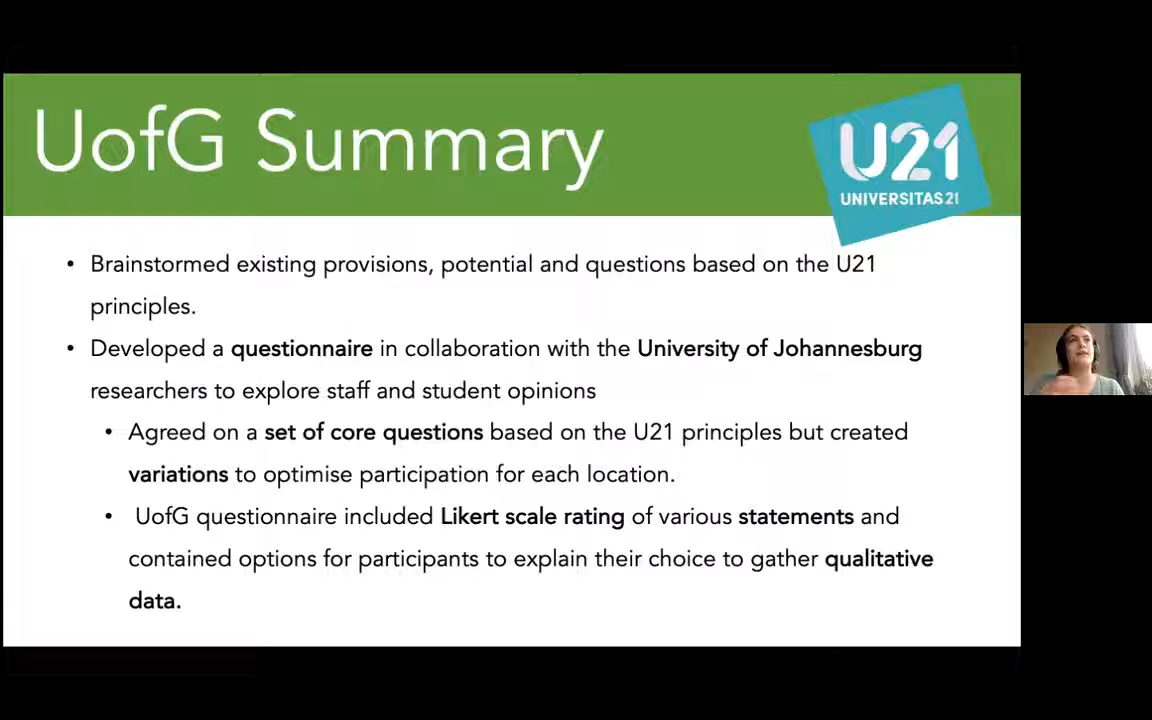 UofG Summary
U21
UNIVERSITAS 21
• Brainstormed existing provisions, potential and questions based on the U21
principles.
• Developed a questionnaire in collaboration with the University of Johannesburg
researchers to explore staff and student opinions
• Agreed on a set of core questions based on the U21 principles but created
variations to optimise participation for each location.
• UofG questionnaire included Likert scale rating of various statements and
contained options for participants to explain their choice to gather qualitative
data.